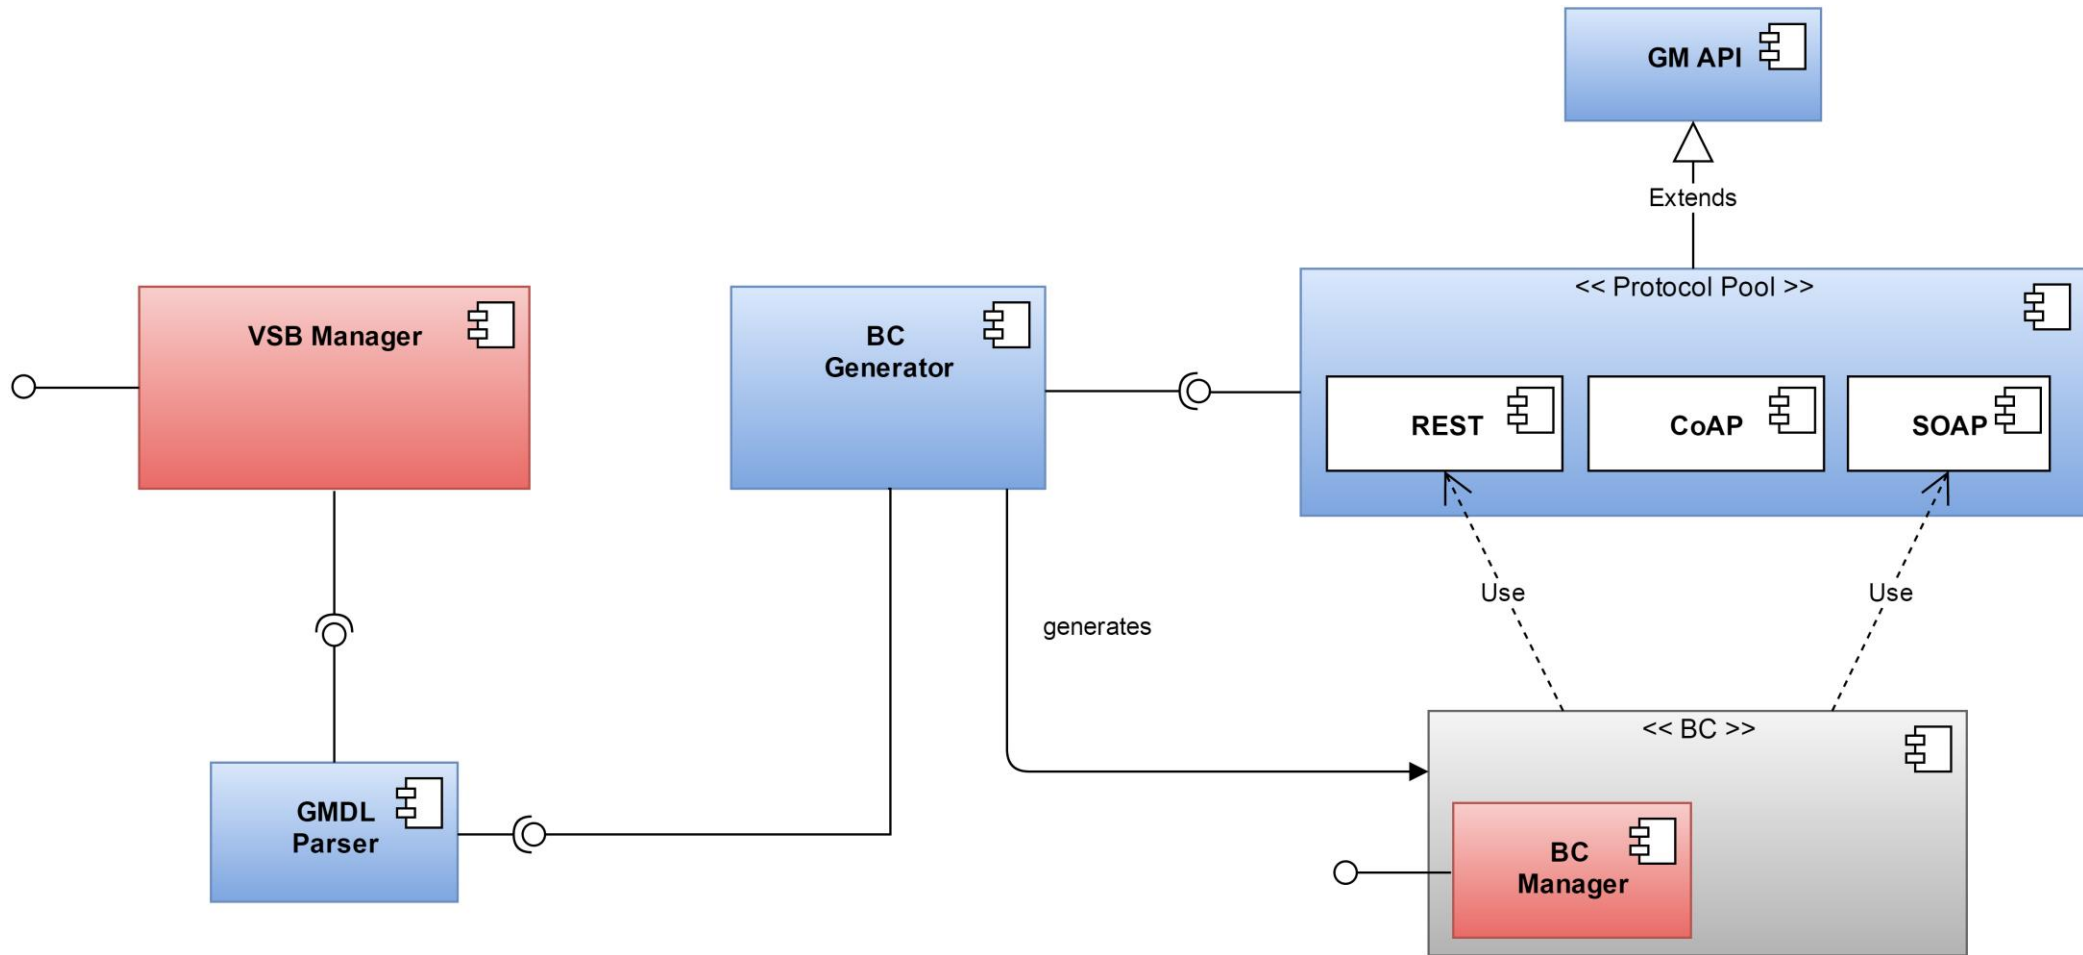 GM API
Extends
<< Protocol Pool >>
VSB Manager
BC
Generator
REST
CoAP
SOAP
Use
Use
generates
<< BC >>
GMDL
Parser
BC
Manager